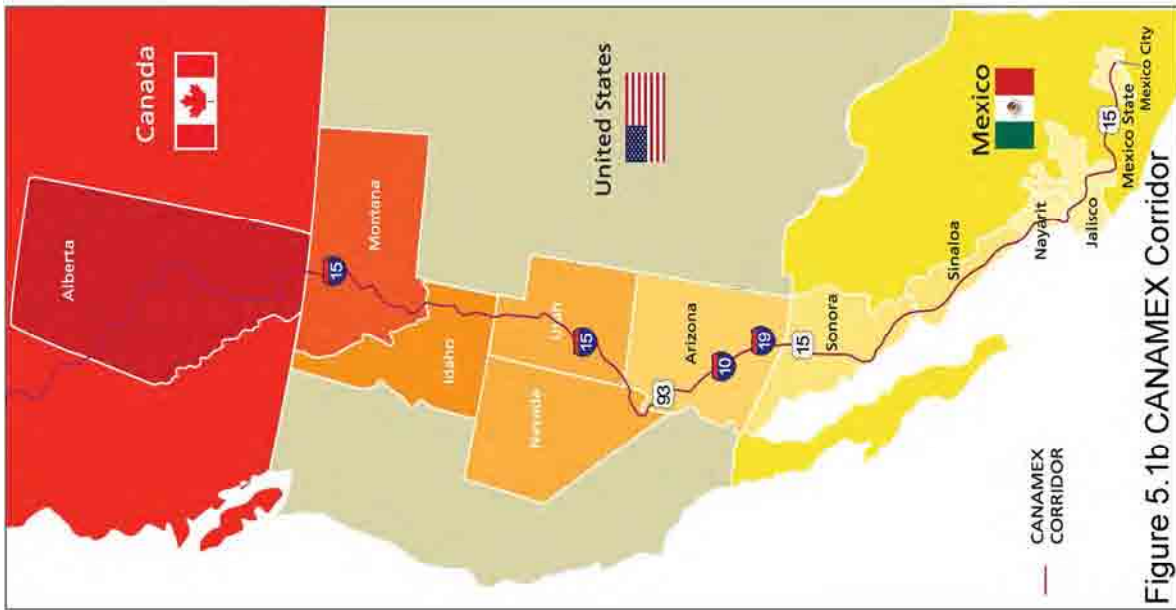 Canada
Alberta
15
Montana
Idaho
United States
Utah
Nevada
15
93
Arizona
10
19
15
Sonora
Mexico
Sinaloa
Nayarit
Jalisco
15
Mexico State
Mexico City
CANAMEX
CORRIDOR
Figure 5.1b CANAMEX Corridor